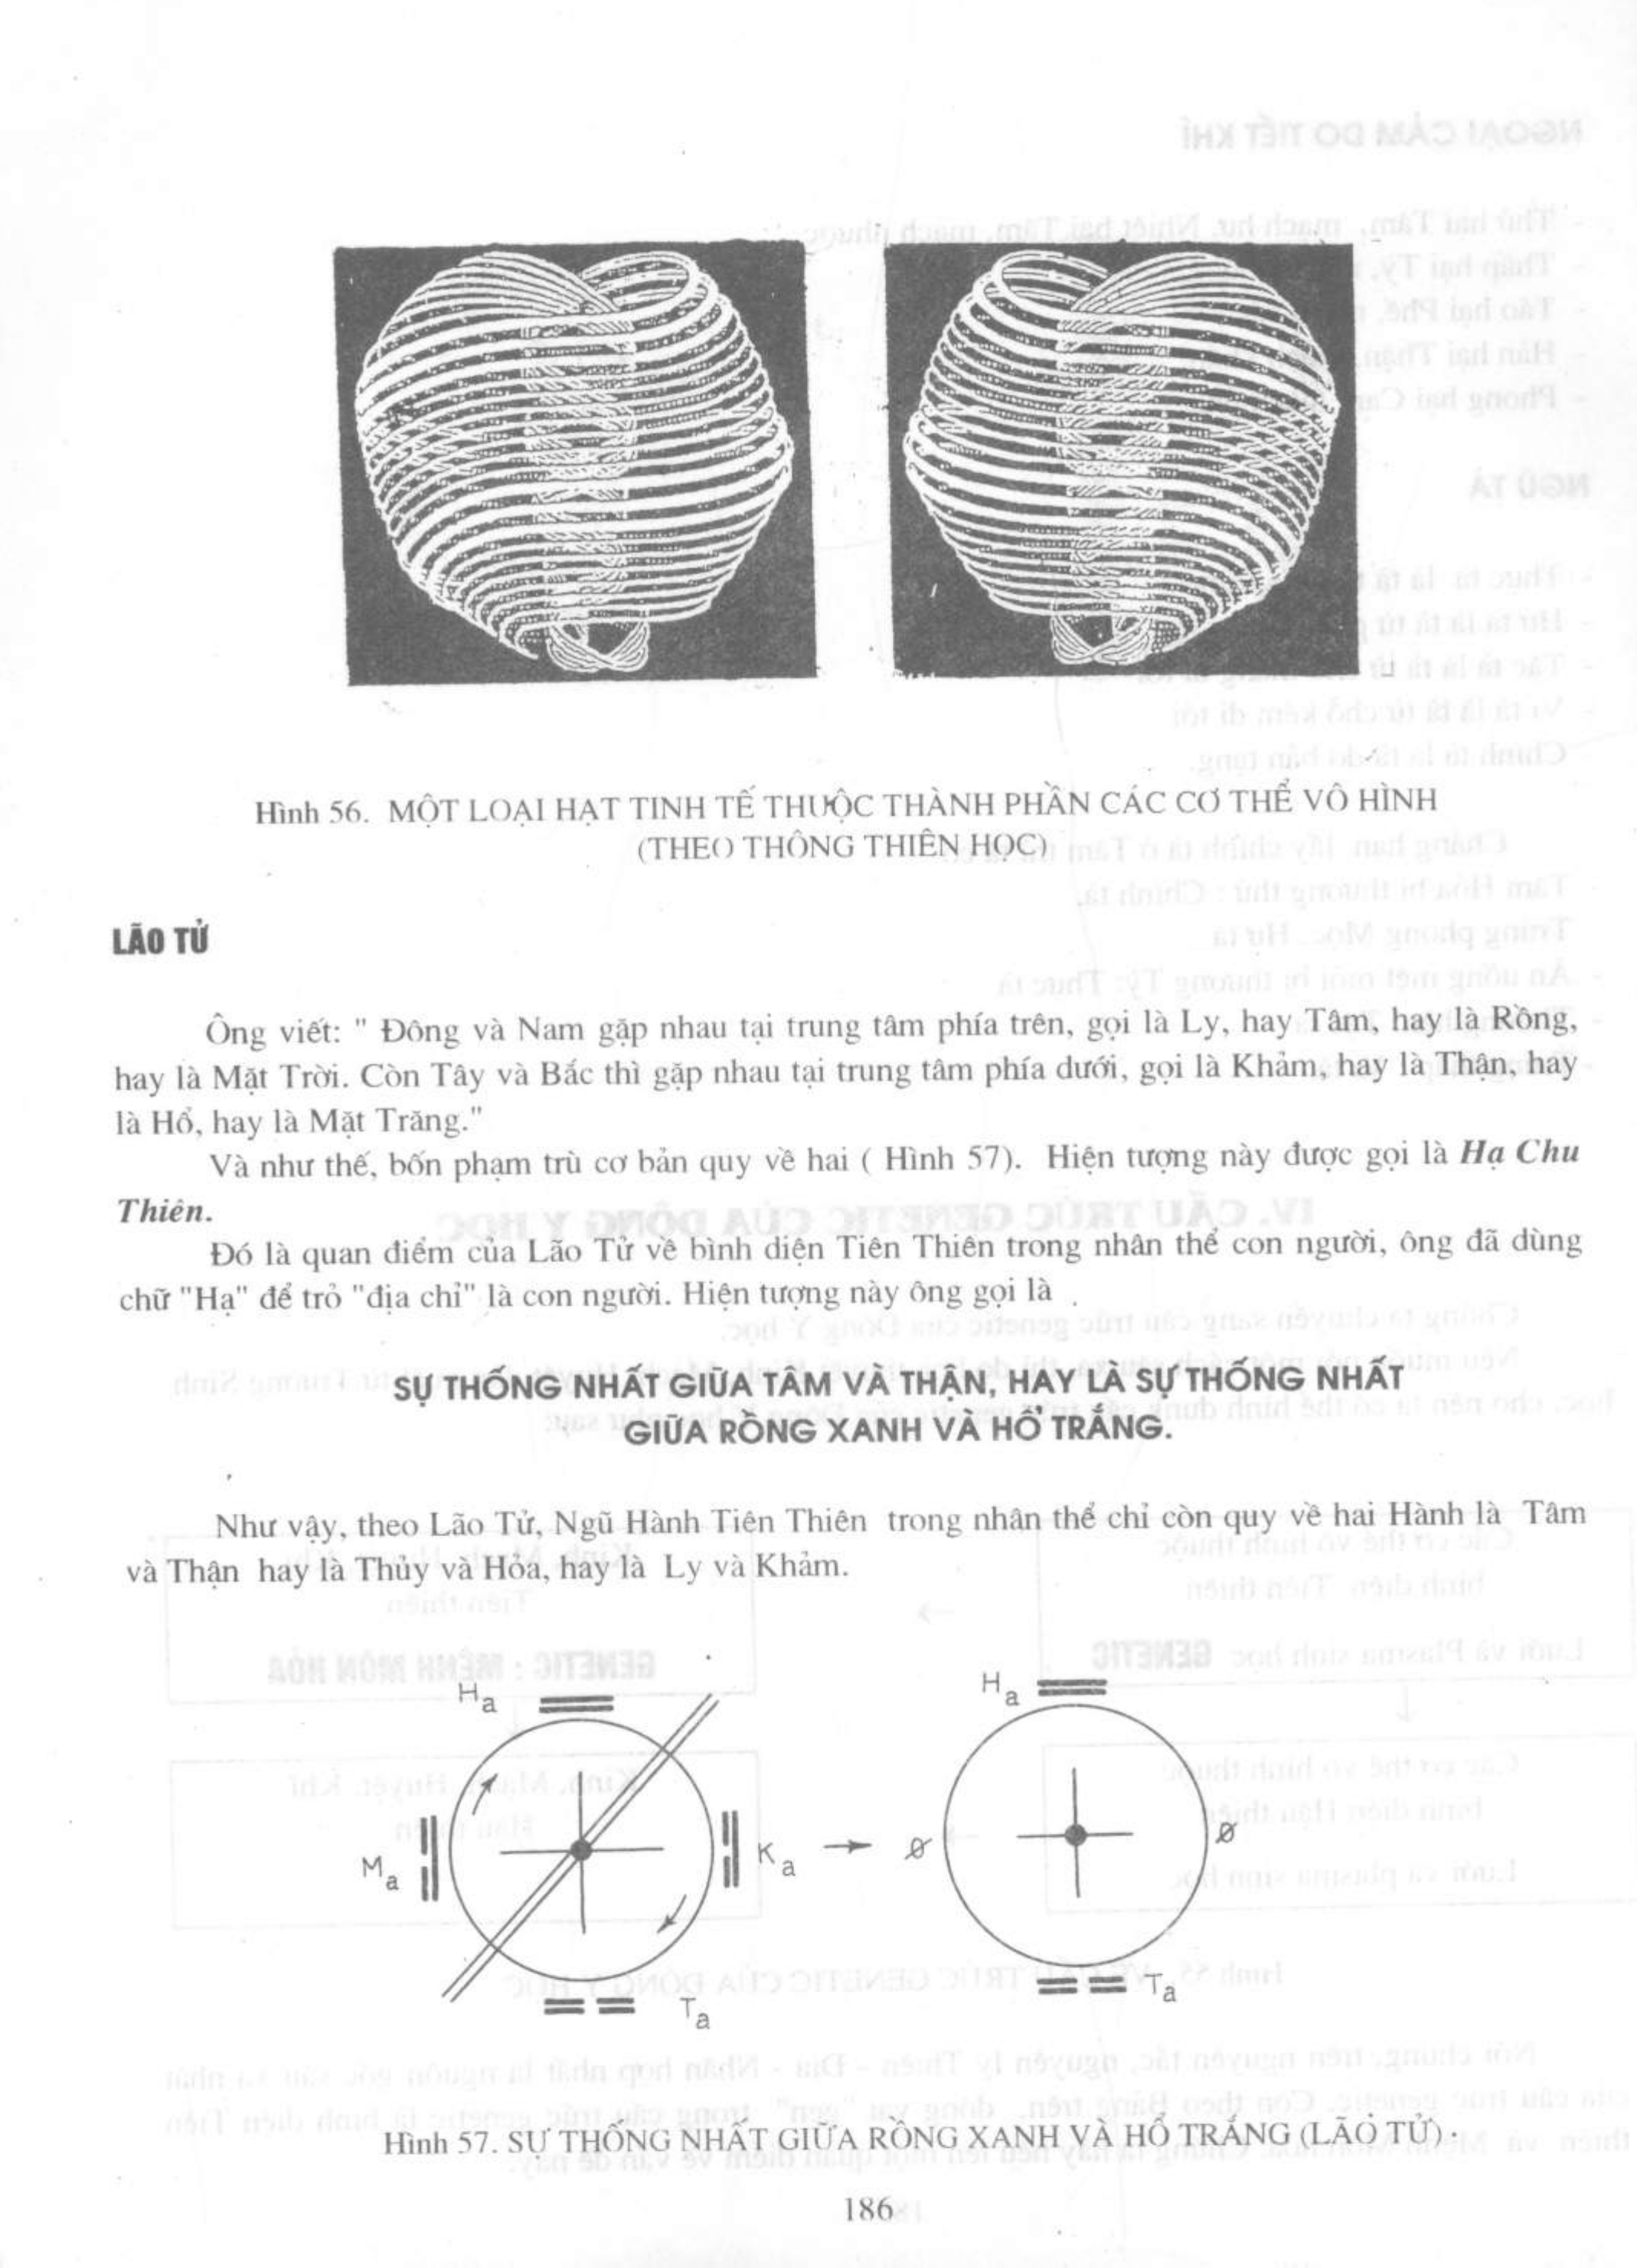 Hình 56. MỘT LOẠI HẠT TINH TẾ THUỘC THÀNH PHẦN CÁC CƠ THỂ VÔ HÌNH
(THEO THÔNG THIÊN HỌC)
LÃO TỬ
Ông viết: " Đông và Nam gặp nhau tại trung tâm phía trên, gọi là Ly, hay Tâm, hay là Rồng,
hay là Mặt Trời. Còn Tây và Bắc thì gặp nhau tại trung tâm phía dưới, gọi là Khảm, hay là Thận, hay
là Hổ, hay là Mặt Trăng."
Và như thế, bốn phạm trù cơ bản quy về hai ( Hình 57). Hiện tượng này được gọi là Hạ Chu
Thiên.
Đó là quan điểm của Lão Tử về bình diện Tiên Thiên trong nhân thể con người, ông đã dùng
chữ "Hạ" để trỏ "địa chỉ" là con người. Hiện tượng này ông gọi là .
SỰ THỐNG NHẤT GIỮA TÂM VÀ THẬN, HAY LÀ SỰ THỐNG NHẤT
GIỮA RỒNG XANH VÀ HỔ TRẮNG.
Như vậy, theo Lão Tử, Ngũ Hành Tiên Thiên trong nhân thể chỉ còn quy về hai Hành là Tâm
và Thận hay là Thủy và Hỏa, hay là Ly và Khảm.
Ha
Ma
Ka
Ta
→
Ha
Ø
Ø
Ta
Hình 57. SỰ THỐNG NHẤT GIỮA RỒNG XANH VÀ HỔ TRẮNG (LÃO TỬ).
186